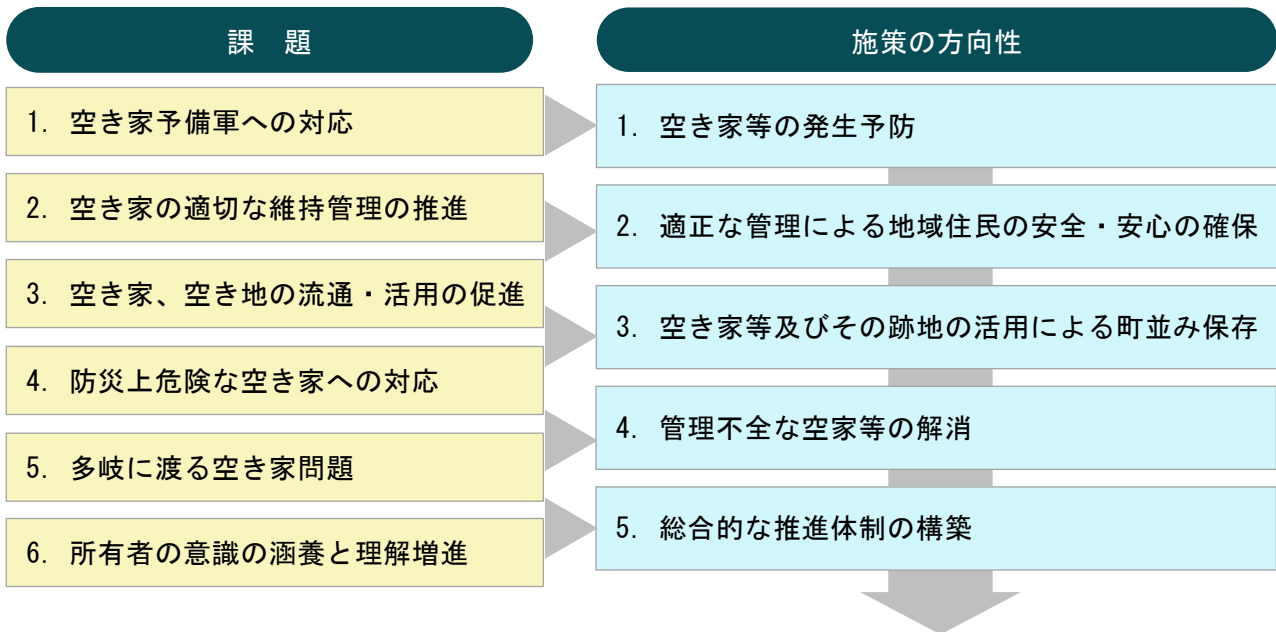 課　題
1. 空き家予備軍への対応
2. 空き家の適切な維持管理の推進
3. 空き家、空き地の流通・活用の促進
4. 防災上危険な空き家への対応
5. 多岐に渡る空き家問題
6. 所有者の意識の涵養と理解増進
施策の方向性
1. 空き家等の発生予防
2. 適正な管理による地域住民の安全・安心の確保
3. 空き家等及びその跡地の活用による町並み保存
4. 管理不全な空家等の解消
5. 総合的な推進体制の構築